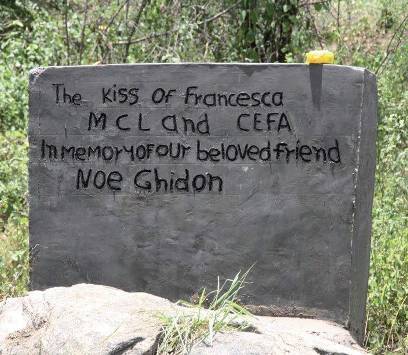 The kiss of Francesca
MCL and CEFA
In memory of our beloved friend
Noe Ghidon